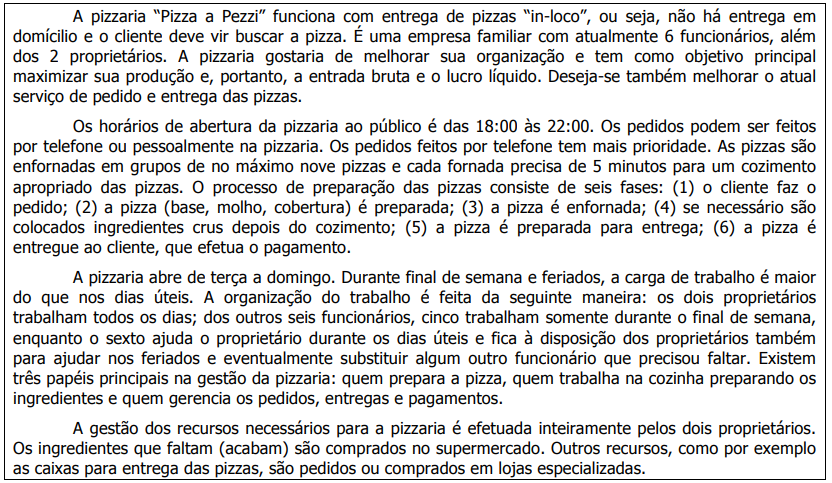 A pizzaria “Pizza a Pezzi” funciona com entrega de pizzas “in-loco”, ou seja, não há entrega em
domícilio e o cliente deve vir buscar a pizza. É uma empresa familiar com atualmente 6 funcionários, além
dos 2 proprietários. A pizzaria gostaria de melhorar sua organização e tem como objetivo principal
maximizar sua produção e, portanto, a entrada bruta e o lucro líquido. Deseja-se também melhorar o atual
serviço de pedido e entrega das pizzas.
Os horários de abertura da pizzaria ao público é das 18:00 às 22:00. Os pedidos podem ser feitos
por telefone ou pessoalmente na pizzaria. Os pedidos feitos por telefone tem mais prioridade. As pizzas são
enfornadas em grupos de no máximo nove pizzas e cada fornada precisa de 5 minutos para um cozimento
apropriado das pizzas. O processo de preparação das pizzas consiste de seis fases: (1) o cliente faz o
pedido; (2) a pizza (base, molho, cobertura) é preparada; (3) a pizza é enfornada; (4) se necessário são
colocados ingredientes crus depois do cozimento; (5) a pizza é preparada para entrega; (6) a pizza é
entregue ao cliente, que efetua o pagamento.
A pizzaria abre de terça a domingo. Durante final de semana e feriados, a carga de trabalho é maior
do que nos dias úteis. A organização do trabalho é feita da seguinte maneira: os dois proprietários
trabalham todos os dias; dos outros seis funcionários, cinco trabalham somente durante o final de semana,
enquanto o sexto ajuda o proprietário durante os dias úteis e fica à disposição dos proprietários também
para ajudar nos feriados e eventualmente substituir algum outro funcionário que precisou faltar. Existem
três papéis principais na gestão da pizzaria: quem prepara a pizza, quem trabalha na cozinha preparando os
ingredientes e quem gerencia os pedidos, entregas e pagamentos.
A gestão dos recursos necessários para a pizzaria é efetuada inteiramente pelos dois proprietários.
Os ingredientes que faltam (acabam) são comprados no supermercado. Outros recursos, como por exemplo
as caixas para entrega das pizzas, são pedidos ou comprados em lojas especializadas.